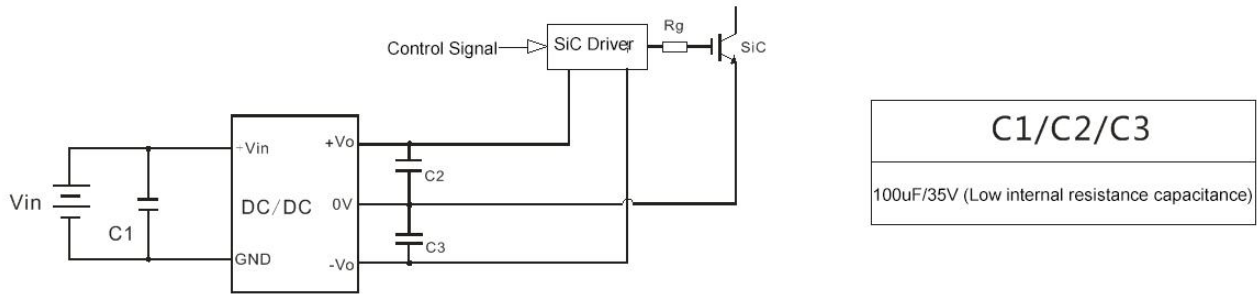 Rg
Control Signal
SiC Driver
SiC
C1/C2/C3
+Vin
+Vo
C2
100uF/35V (Low internal resistance capacitance)
Vin
DC/DC
0V
C1
C3
GND
-Vo